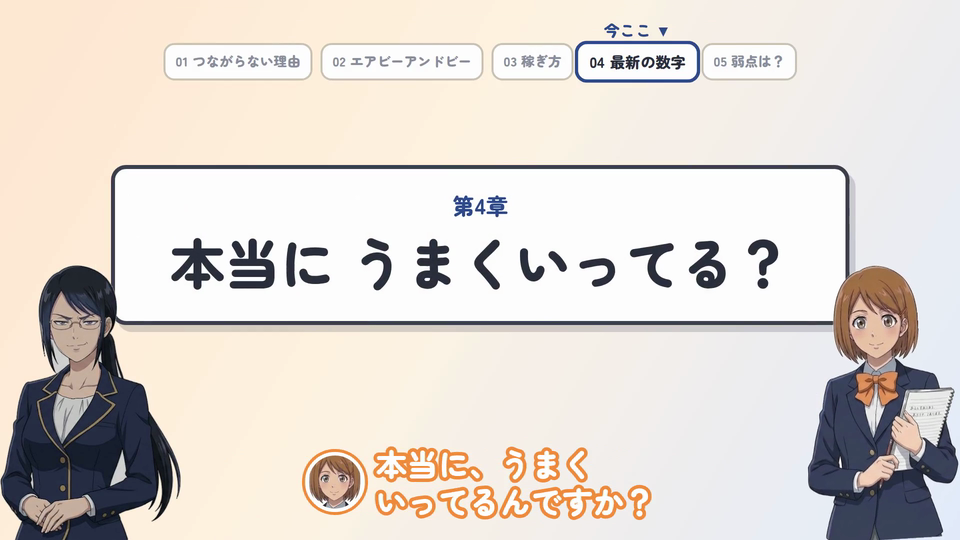 今ここ ▼
01 つながらない理由
02 エアビーアンドビー
03 稼ぎ方
04 最新の数字
05 弱点は？
第4章
本当に うまくいってる？
本当に、うまく
いってるんですか？